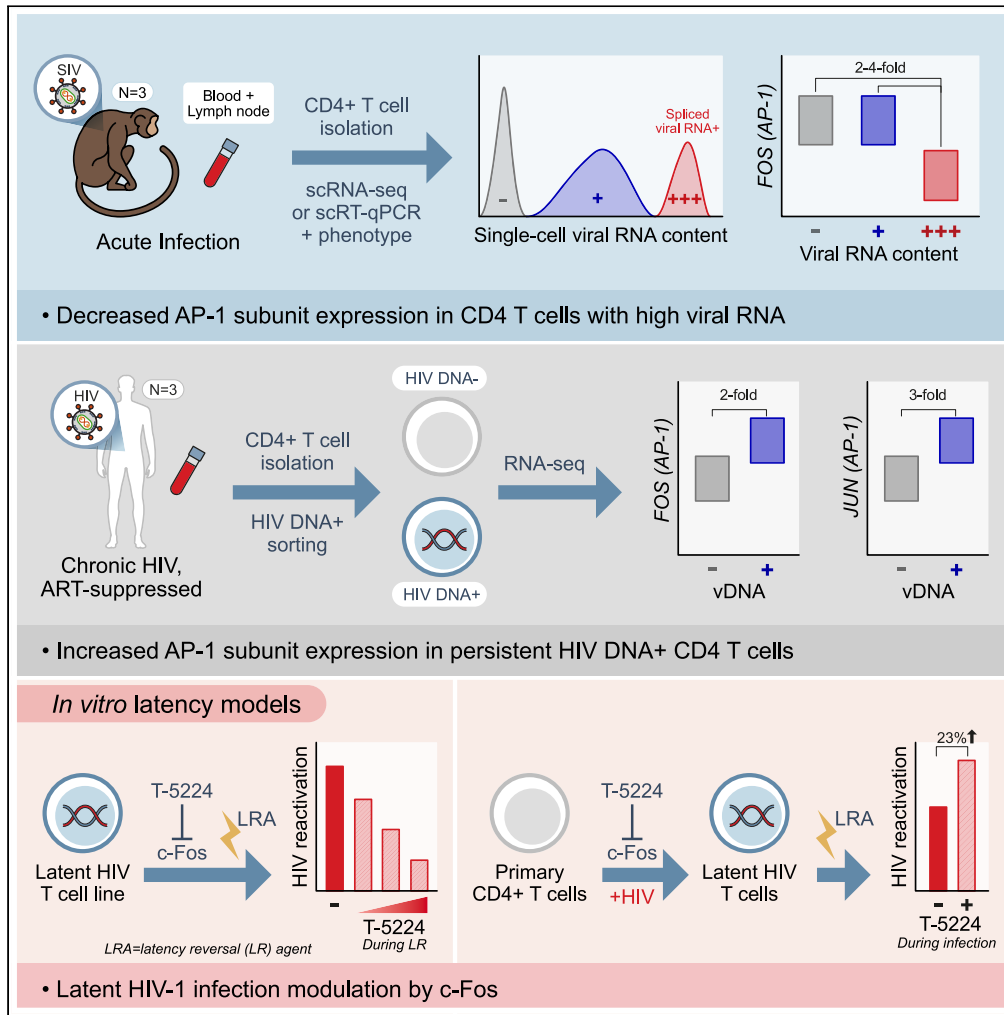 SIV
N=3
Blood +
Lymph node
Acute Infection
CD4+ T cell
isolation
scRNA-seq
or scRT-qPCR
+ phenotype
Spliced
viral RNA+
-
+
+++
Single-cell viral RNA content
2-4-fold
FOS (AP-1)
-
+
+++
Viral RNA content
• Decreased AP-1 subunit expression in CD4 T cells with high viral RNA
HIV
N=3
Chronic HIV,
ART-suppressed
CD4+ T cell
isolation
HIV DNA+
sorting
HIV DNA-
HIV DNA+
RNA-seq
2-fold
FOS (AP-1)
-
+
vDNA
3-fold
JUN (AP-1)
-
+
vDNA
• Increased AP-1 subunit expression in persistent HIV DNA+ CD4 T cells
In vitro latency models
Latent HIV
T cell line
T-5224
c-Fos
LRA
HIV reactivation
-
T-5224
During LR
LRA=latency reversal (LR) agent
Primary
CD4+ T cells
T-5224
c-Fos
+HIV
Latent HIV
T cells
LRA
HIV reactivation
23%⬆
-
+
T-5224
During infection
• Latent HIV-1 infection modulation by c-Fos